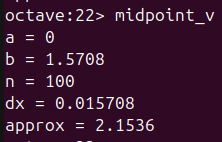 octave:22> midpoint_v
a = 0
b = 1.5708
n = 100
dx = 0.015708
approx = 2.1536